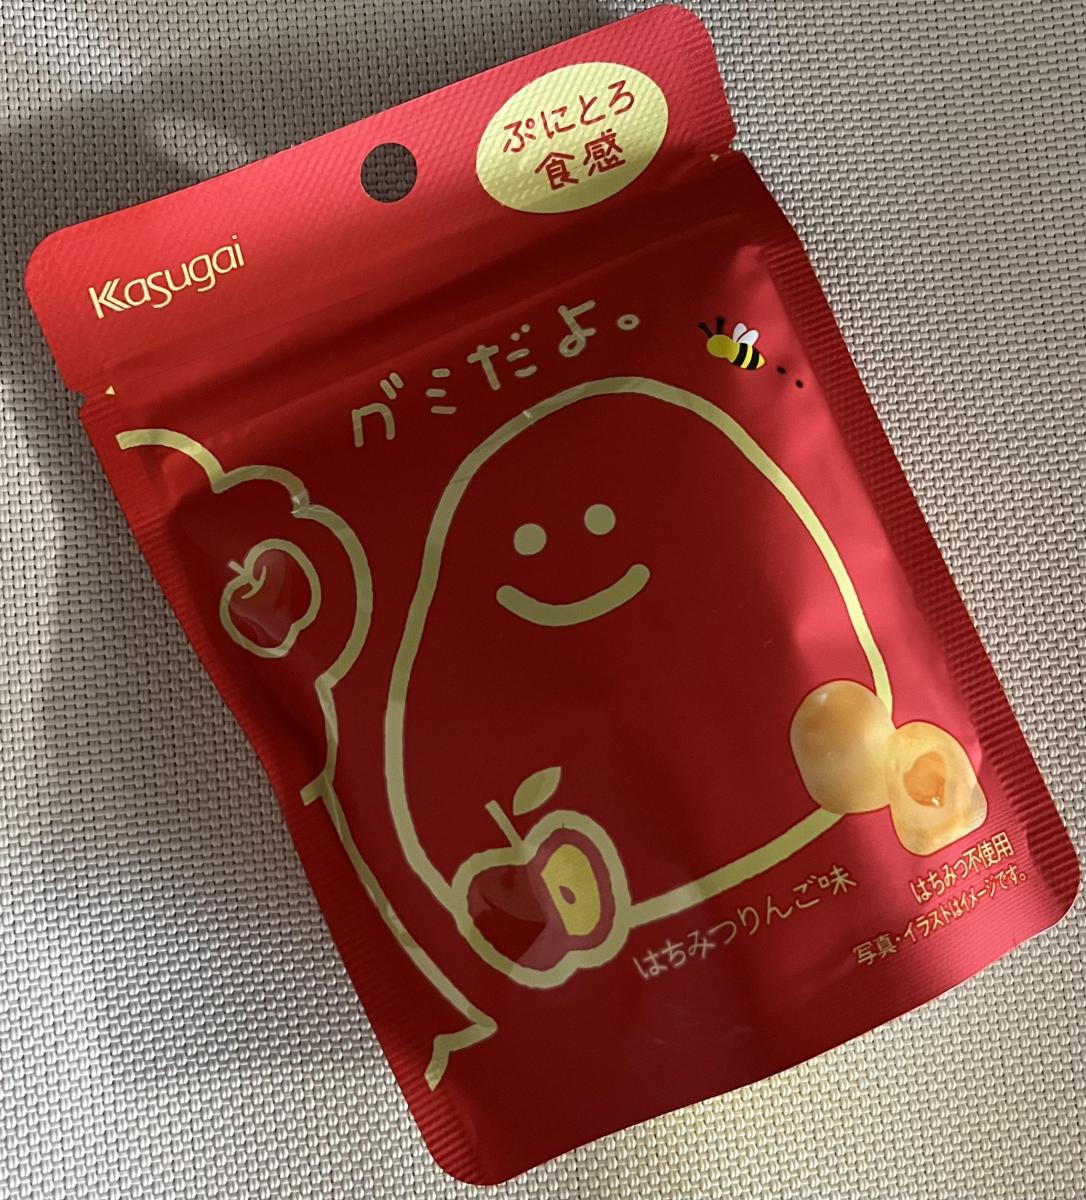 ぷにとろ
食感
Kasugai
グミだよ。
はちみつりんご味
はちみつ不使用
写真・イラストはイメージです。